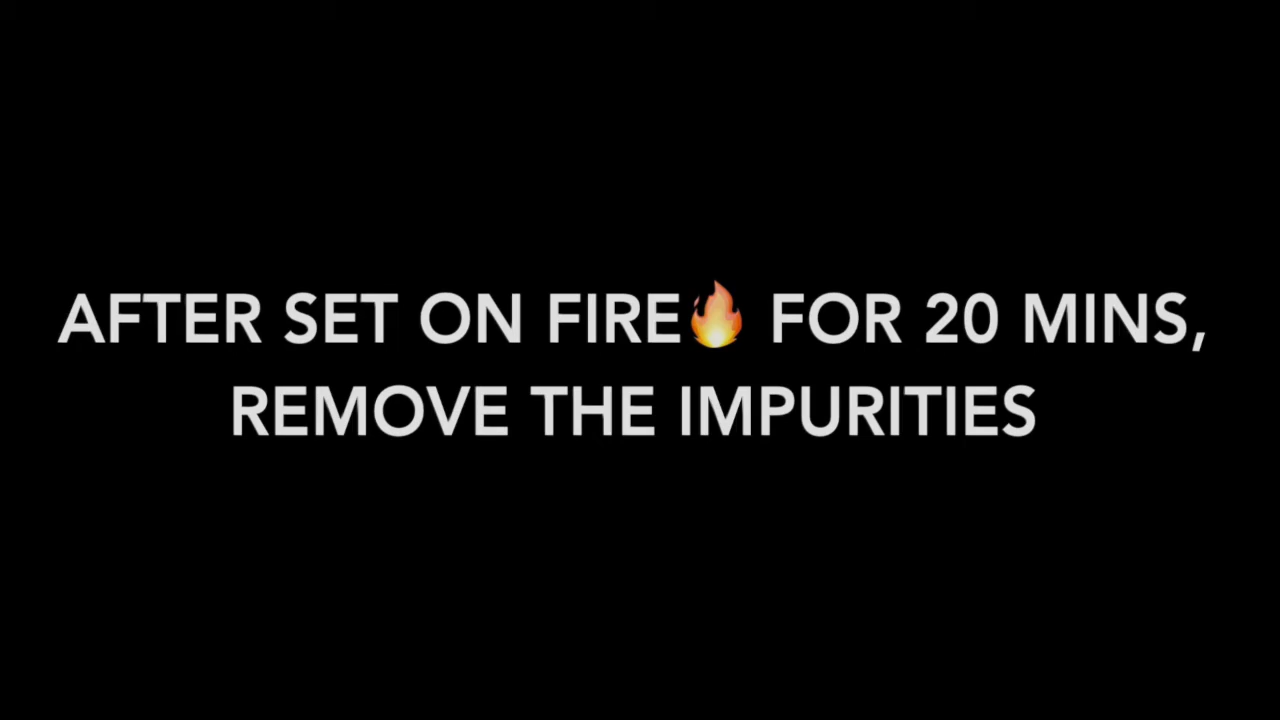 AFTER SET ON FIRE🔥 FOR 20 MINS,
REMOVE THE IMPURITIES